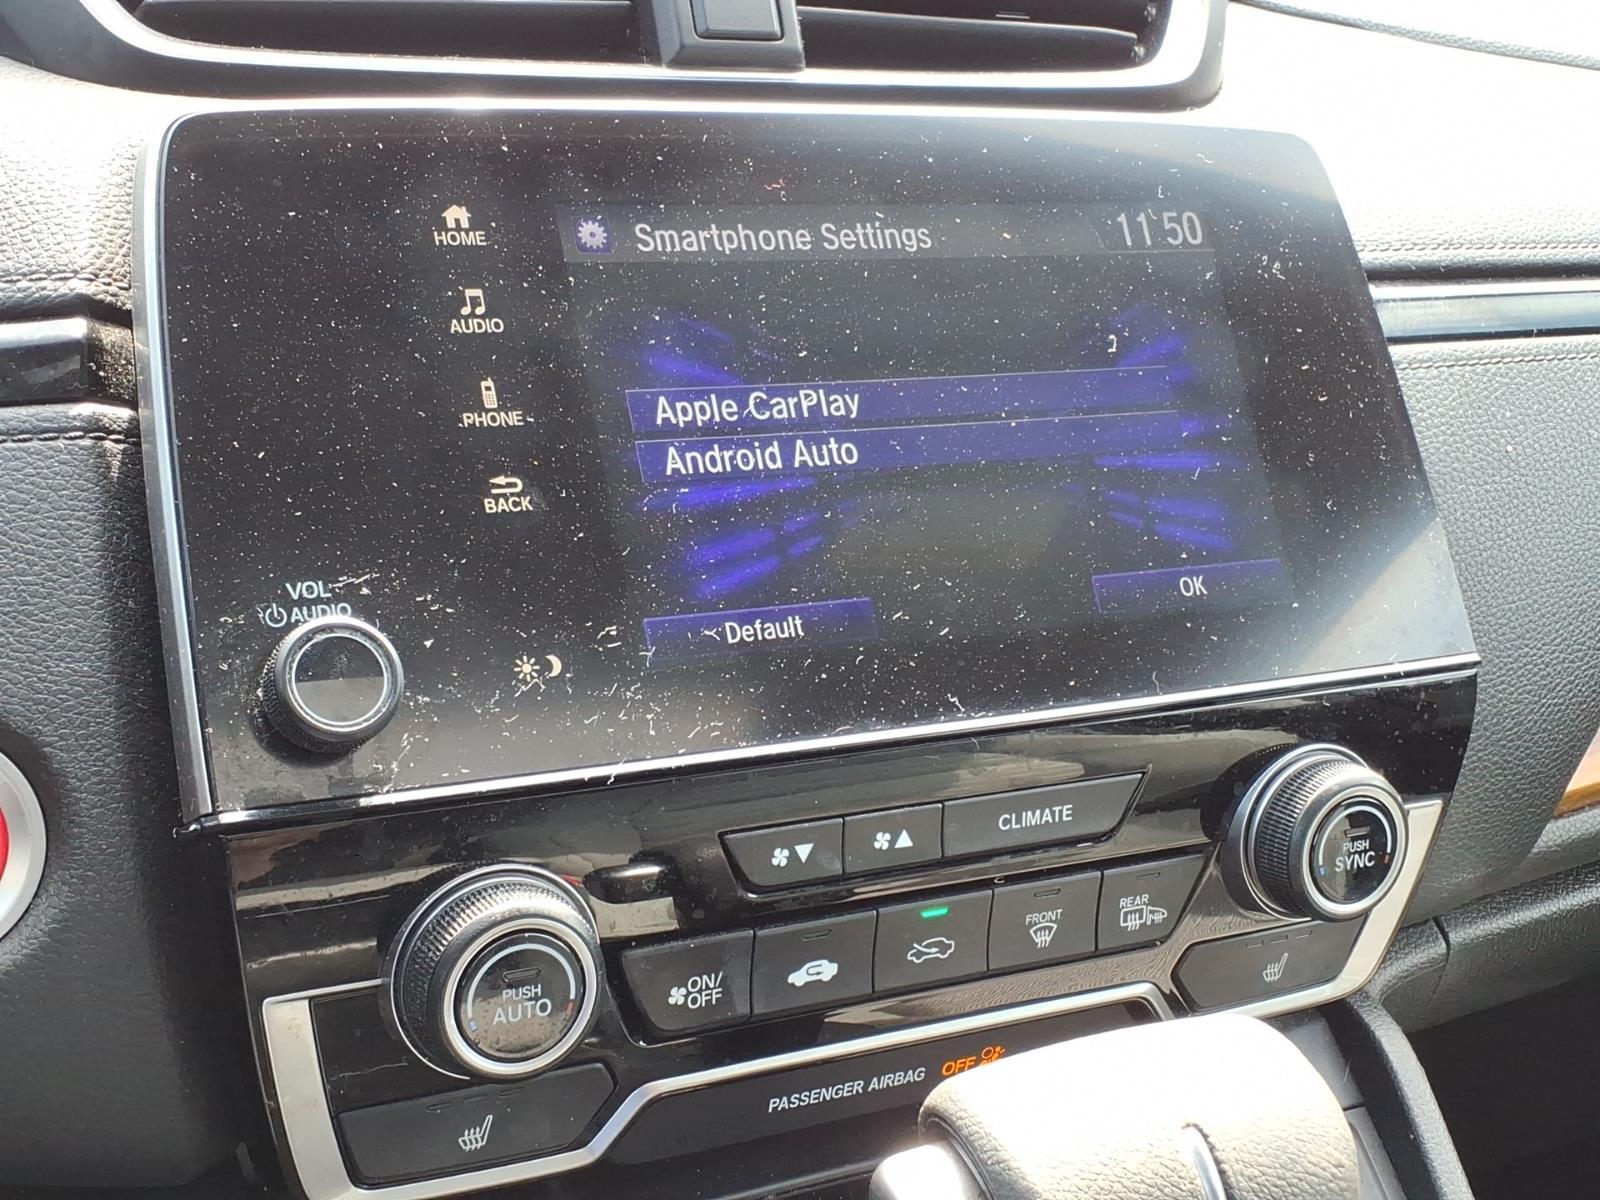 HOME
Smartphone Settings
11:50
AUDIO
PHONE
Apple CarPlay
Android Auto
BACK
OK
VOL
AUDIO
Default
CLIMATE
PUSH
SYNC
FRONT
REAR
ON/
OFF
PUSH
AUTO
PASSENGER AIRBAG
OFF